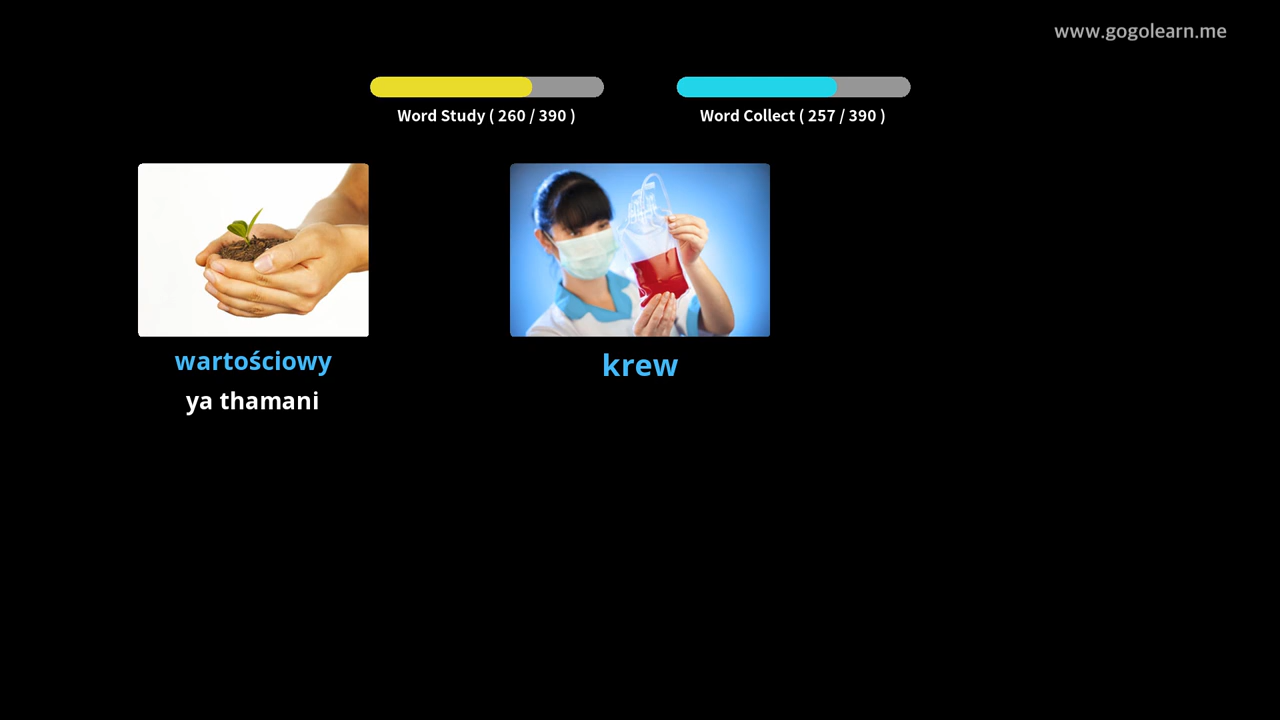 www.gogolearn.me
Word Study ( 260 / 390 )
Word Collect ( 257 / 390 )
wartościowy
ya thamani
krew